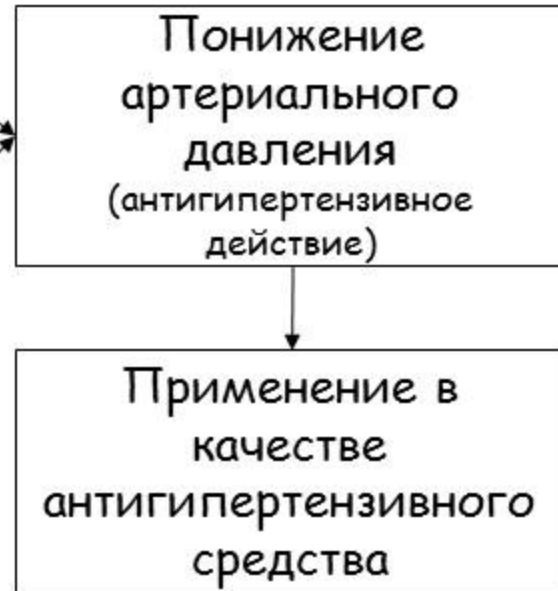 Понижение
артериального
давления
(антигипертензивное
действие)
Применение в
качестве
антигипертензивного
средства